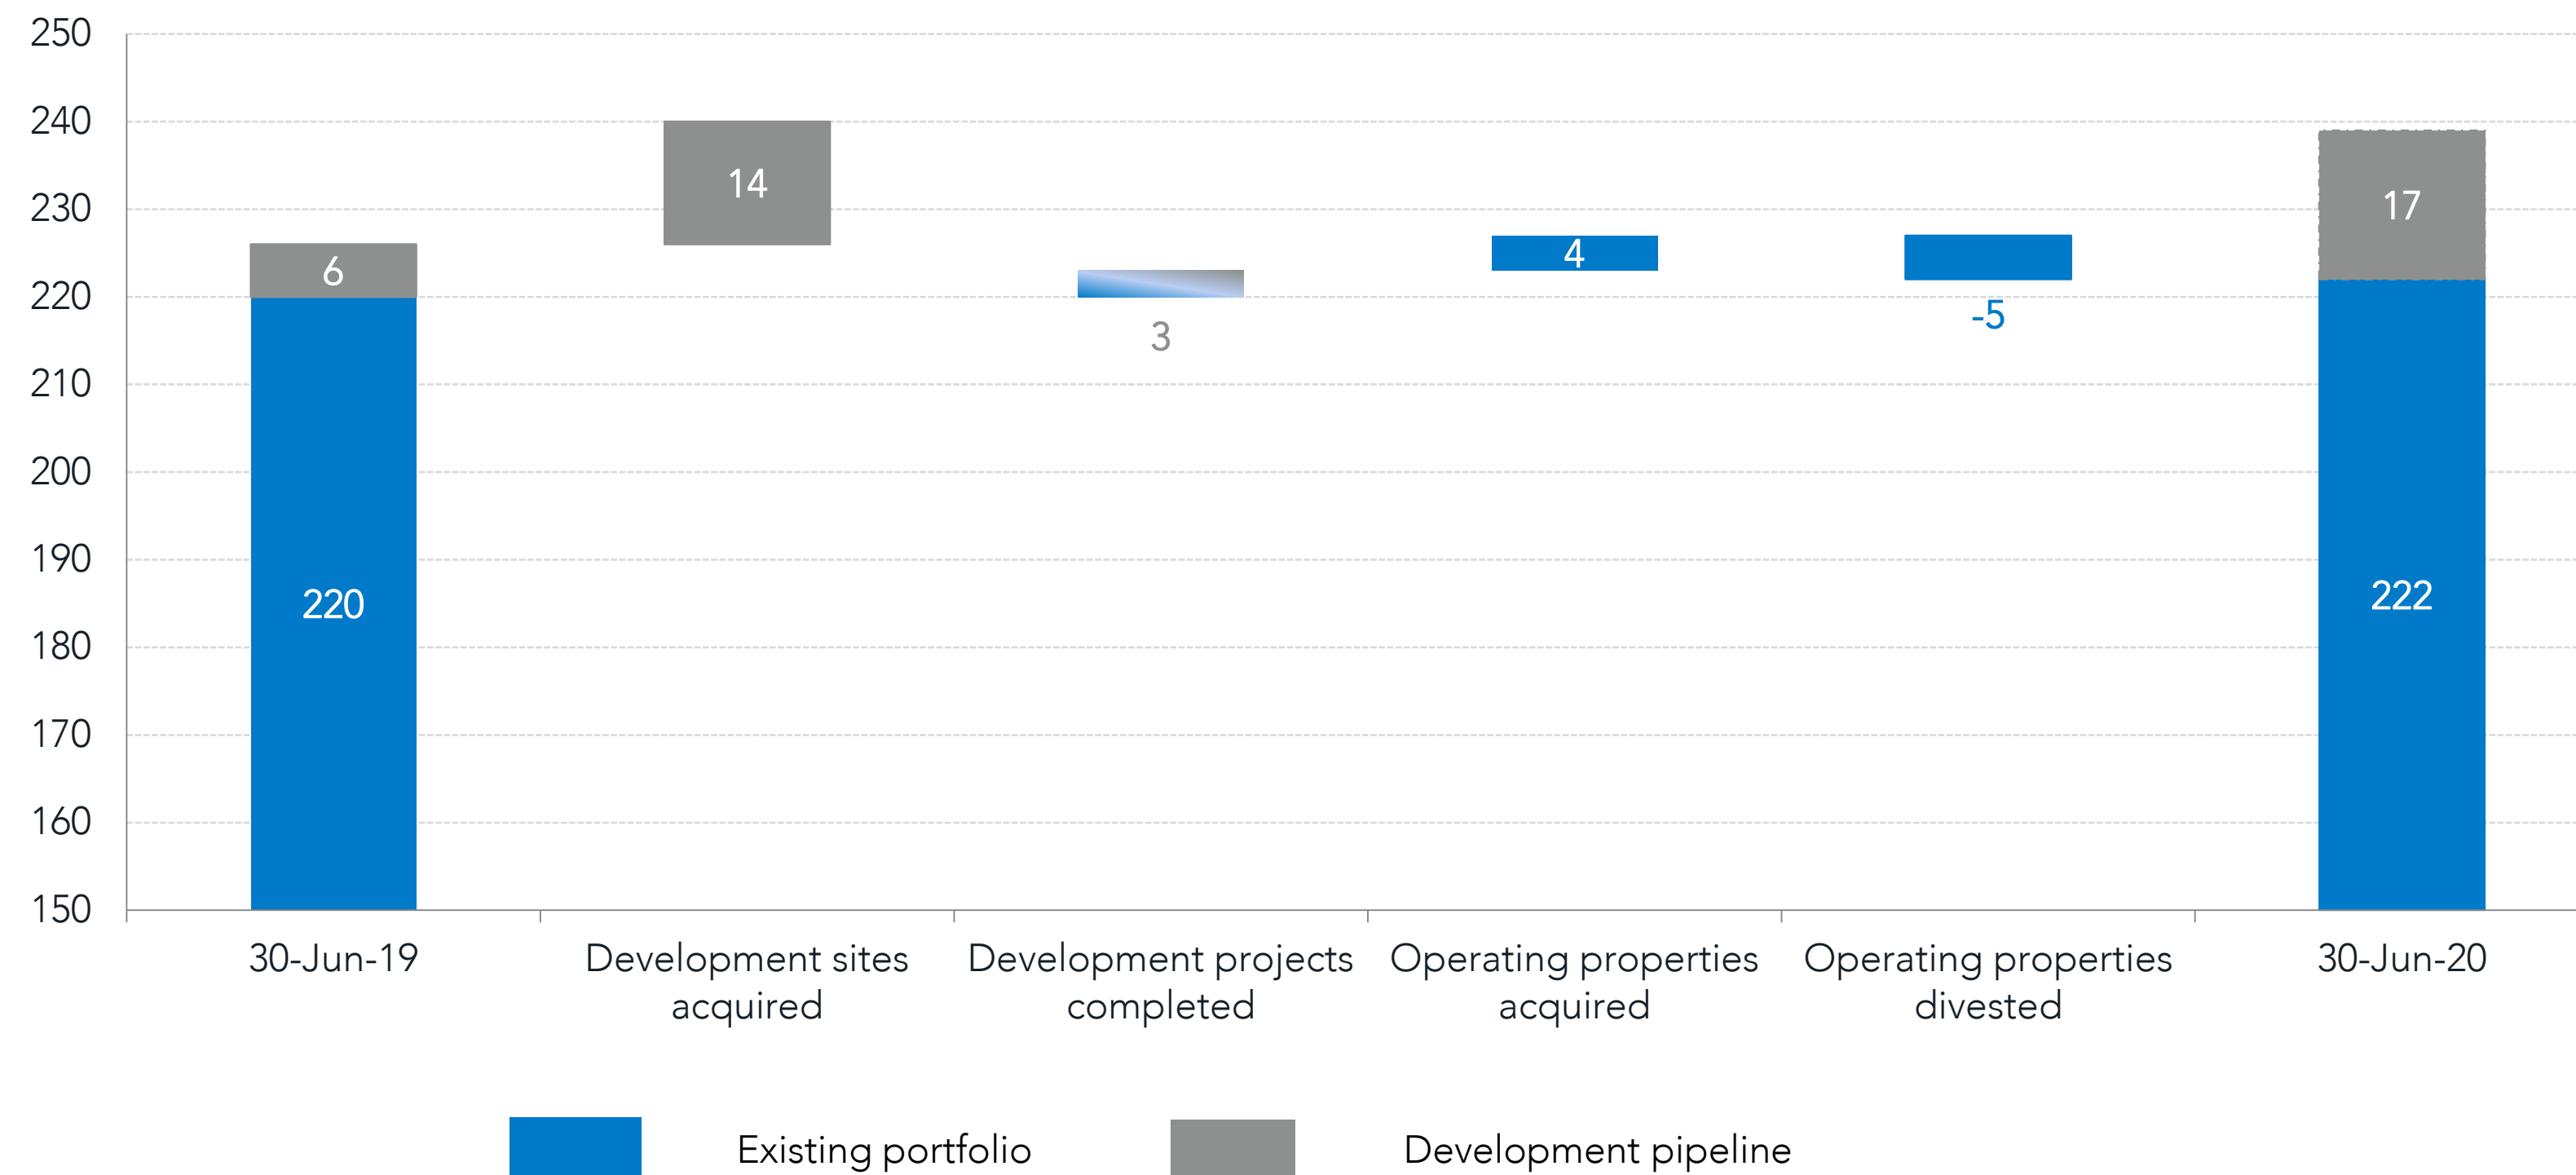 250
240
230
220
210
200
190
180
170
160
150
6
220
14
3
4
-5
17
222
30-Jun-19
Development sites
acquired
Development projects
completed
Operating properties
acquired
Operating properties
divested
30-Jun-20
Existing portfolio
Development pipeline